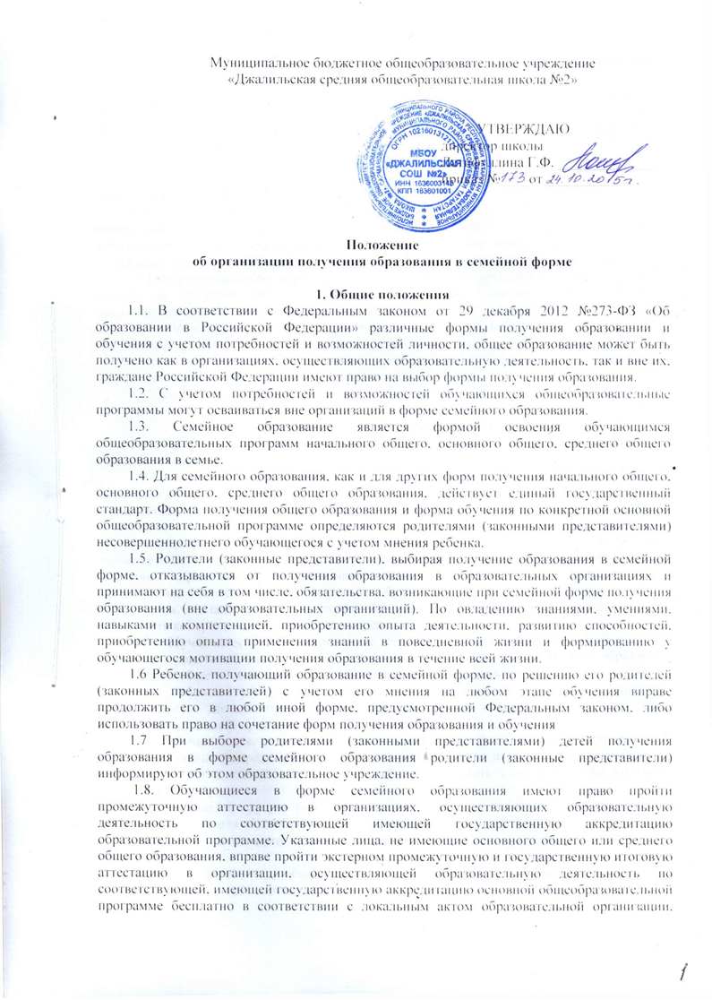 Муниципальное бюджетное общеобразовательное учреждение
«Джалильская средняя общеобразовательная школа №2»
УТВЕРЖДАЮ
директор школы
Г.Ф.
приказ №173 от 24.10.2015г.
МБОУ
«ДЖАЛИЛЬСКАЯ
СОШ №2»
КПП 163601001
Положение
об организации получения образования в семейной форме
1. Общие положения
1.1. В соответствии с Федеральным законом от 29 декабря 2012 №273-ФЗ «Об
образовании в Российской Федерации» различные формы получения образовании и
обучения с учетом потребностей и возможностей личности, общее образование может быть
получено как в организациях, осуществляющих образовательную деятельность, так и вне их,
граждане Российской Федерации имеют право на выбор формы получения образования.
1.2. С учетом потребностей и возможностей обучающихся общеобразовательные
программы могут осваиваться вне организаций в форме семейного образования.
1.3. Семейное образование является формой освоения обучающимся
общеобразовательных программ начального общего, основного общего, среднего общего
образования в семье.
1.4. Для семейного образования, как и для других форм получения начального общего,
основного общего, среднего общего образования, действует единый государственный
стандарт. Форма получения общего образования и форма обучения по конкретной основной
общеобразовательной программе определяются родителями (законными представителями)
несовершеннолетнего обучающегося с учетом мнения ребенка.
1.5. Родители (законные представители), выбирая получение образования в семейной
форме, отказываются от получения образования в образовательных организациях и
принимают на себя в том числе, обязательства, возникающие при семейной форме получения
образования (вне образовательных организаций). По овладению знаниями, умениями,
навыками и компетенцией, приобретению опыта деятельности, развитию способностей,
приобретению опыта применения знаний в повседневной жизни и формированию у
обучающегося мотивации получения образования в течение всей жизни.
1.6 Ребенок, получающий образование в семейной форме, по решению его родителей
(законных представителей) с учетом его мнения на любом этапе обучения вправе
продолжить его в любой иной форме, предусмотренной Федеральным законом, либо
использовать право на сочетание форм получения образования и обучения
1.7 При выборе родителями (законными представителями) детей получения
образования в форме семейного образования родители (законные представители)
информируют об этом образовательное учреждение.
1.8. Обучающиеся в форме семейного образования имеют право пройти
промежуточную аттестацию в организациях, осуществляющих образовательную
деятельность по соответствующей имеющей государственную аккредитацию
образовательной программе. Указанные лица, не имеющие основного общего или среднего
общего образования, вправе пройти экстерном промежуточную и государственную итоговую
аттестацию в организации, осуществляющей образовательную деятельность по
соответствующей, имеющей государственную аккредитацию основной общеобразовательной
программе бесплатно в соответствии с локальным актом образовательной организации,
1